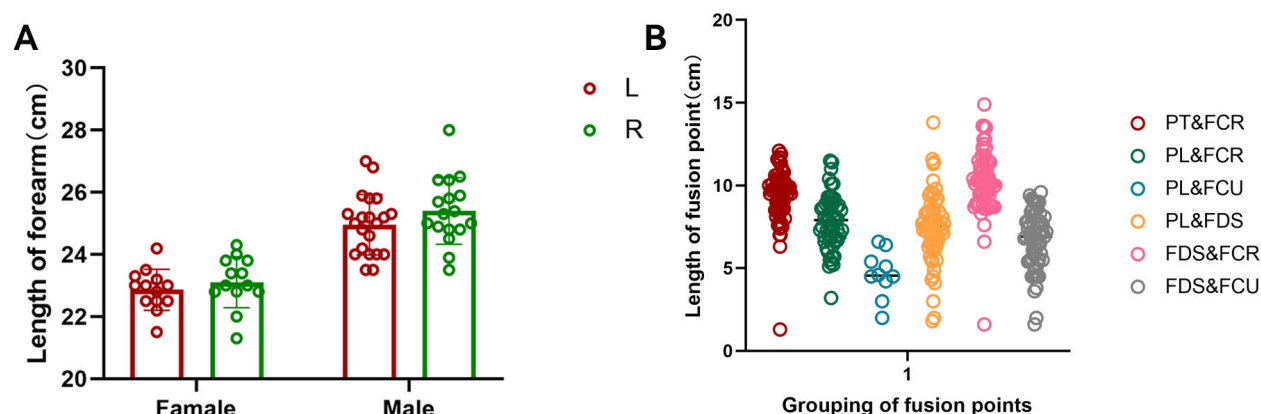 A
Length of forearm(cm)
30
28
26
24
22
20
Famale
Male
L
R
B
Length of fusion point(cm)
20
15
10
5
0
1
Grouping of fusion points
PT&FCR
PL&FCR
PL&FCU
PL&FDS
FDS&FCR
FDS&FCU